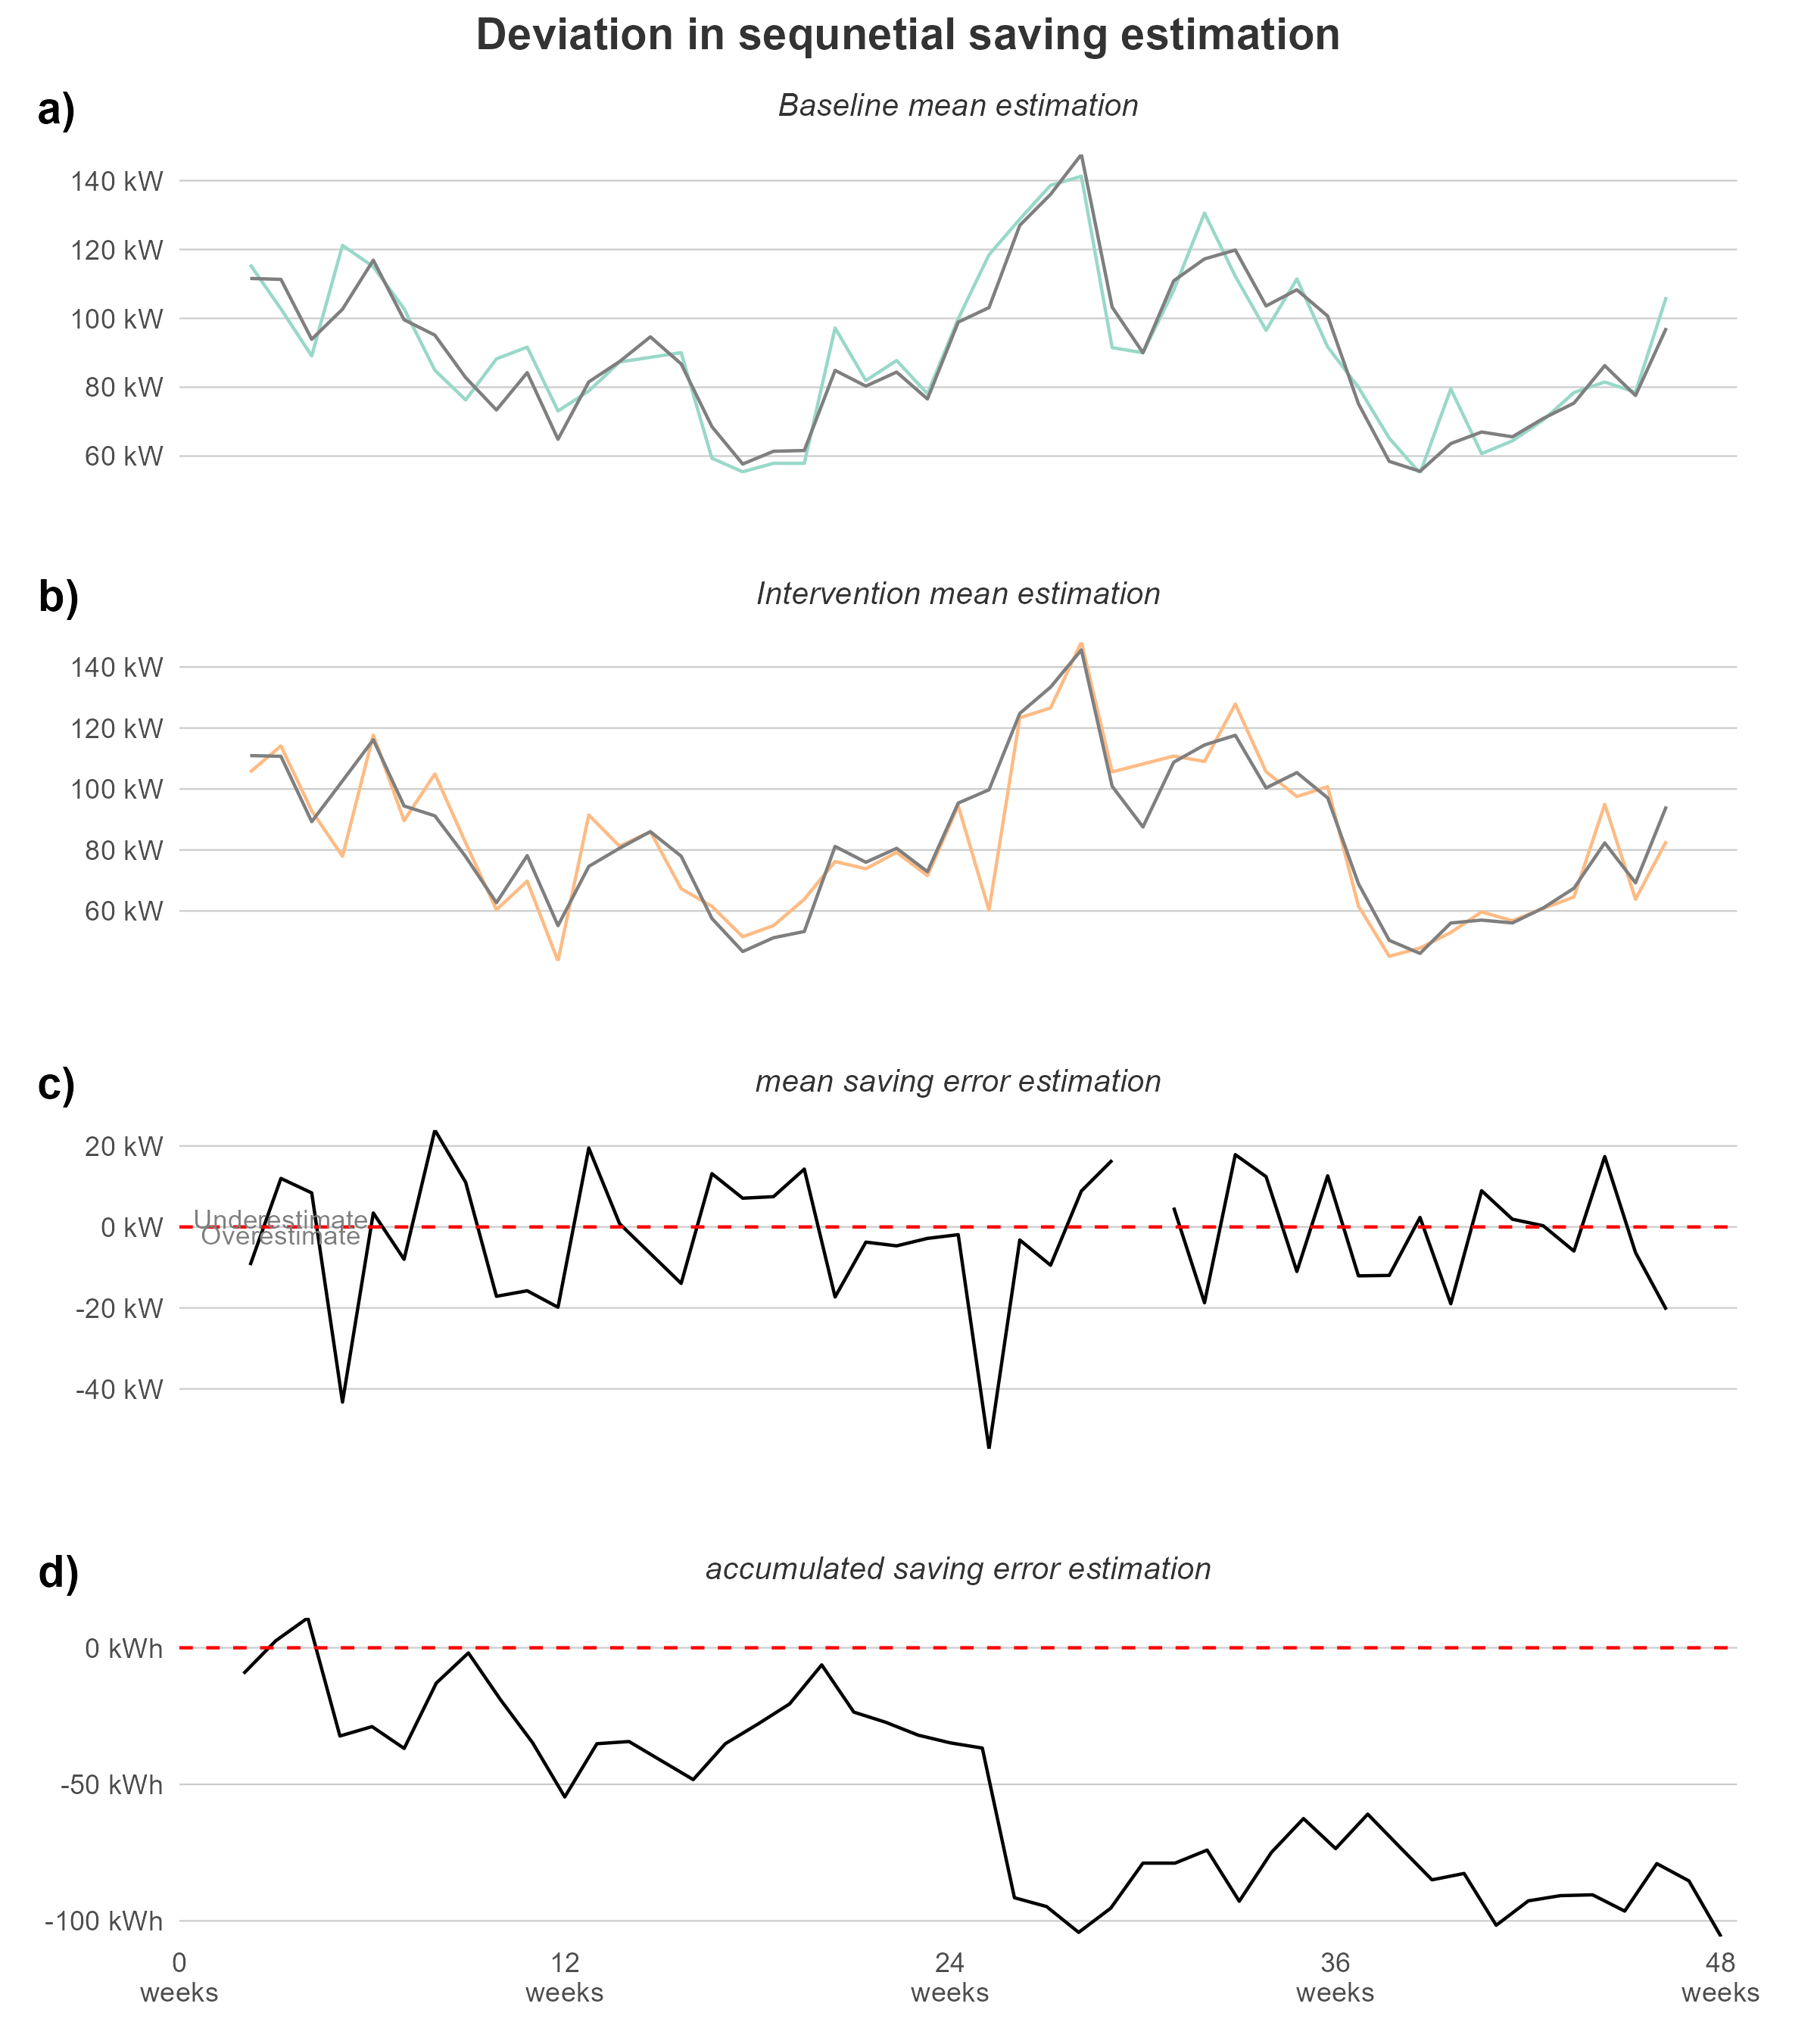 Deviation in sequnetial saving estimation
a)
Baseline mean estimation
140 kW
120 kW
100 kW
80 kW
60 kW
b)
Intervention mean estimation
140 kW
120 kW
100 kW
80 kW
60 kW
c)
mean saving error estimation
20 kW
Underestimate
0 kW
Overestimate
-20 kW
-40 kW
d)
accumulated saving error estimation
0 kWh
-50 kWh
-100 kWh
0 12 24 36 48
weeks weeks weeks weeks weeks